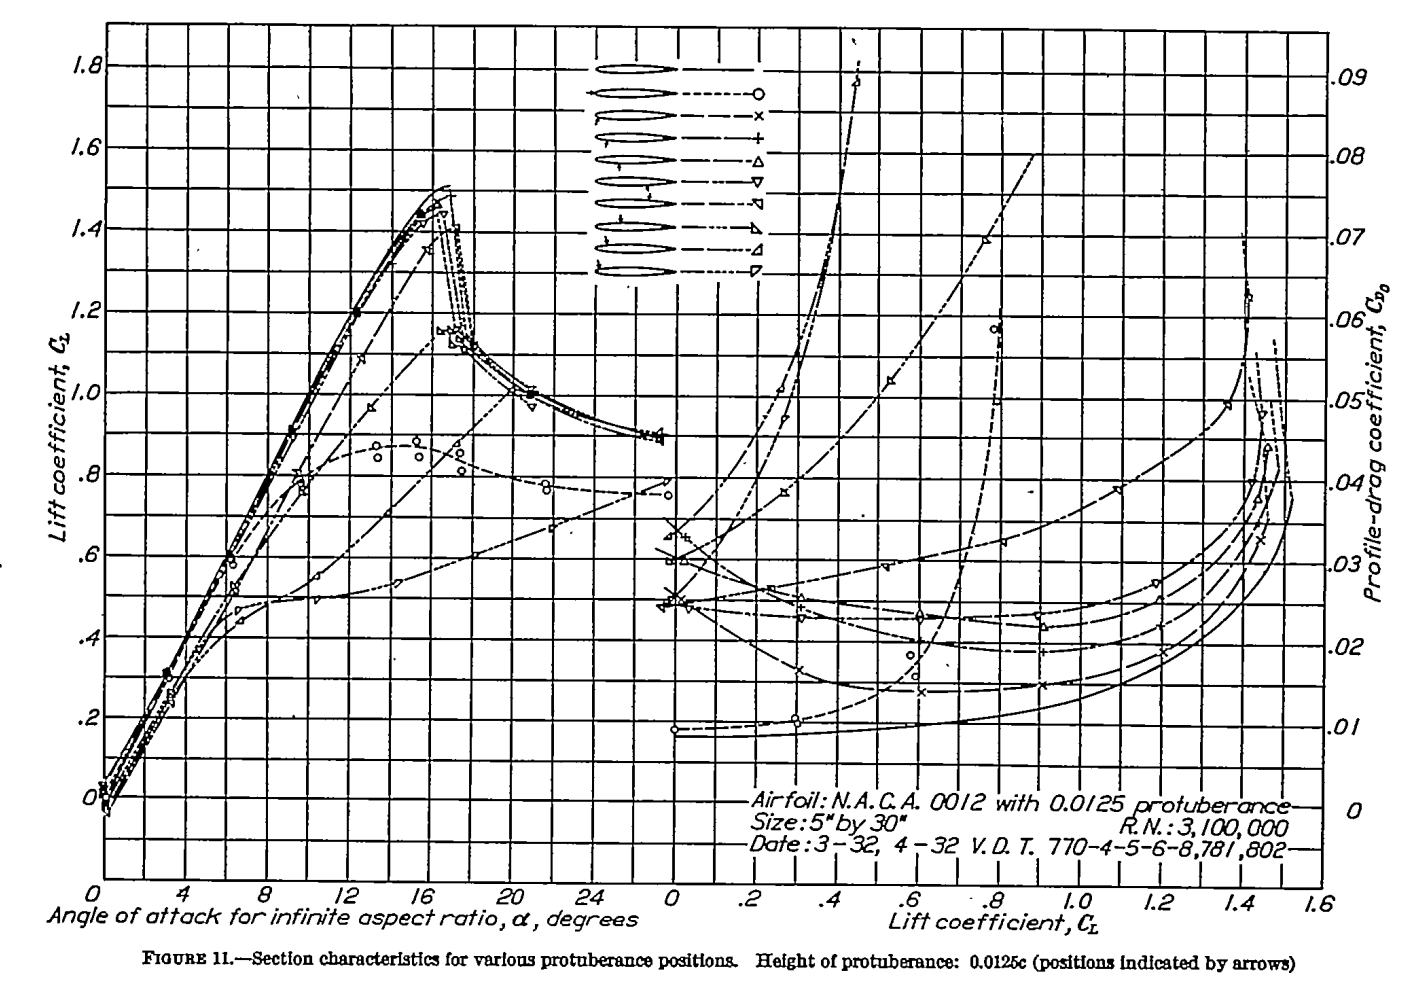 1.8
1.6
1.4
1.2
1.0
.8
.6
.4
.2
0
Lift coefficient, C_L
0 4 8 12 16 20 24
Angle of attack for infinite aspect ratio, α, degrees
.09
.08
.07
.06
.05
.04
.03
.02
.01
0
Profile-drag coefficient, C_D0
Airfoil: N.A.C.A. 0012 with 0.0125 protuberance
Size: 5" by 30" R.N.: 3,100,000
Date: 3-32, 4-32 V.D.T. 770-4-5-6-8,781,802
0 .2 .4 .6 .8 1.0 1.2 1.4 1.6
Lift coefficient, C_L
FIGURE 11.—Section characteristics for various protuberance positions. Height of protuberance: 0.0125c (positions indicated by arrows)